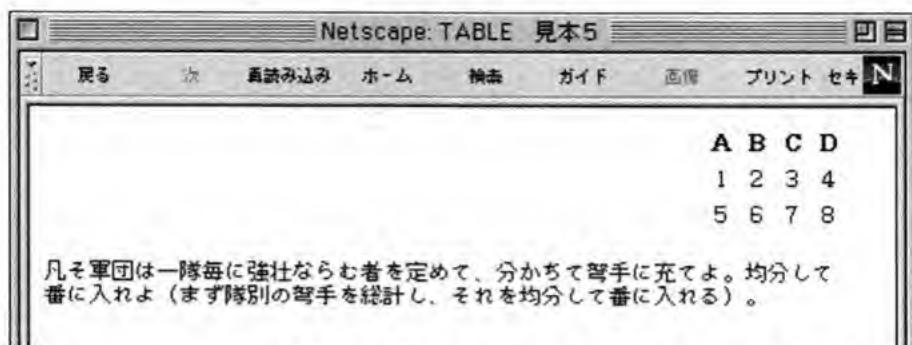 Netscape: TABLE 見本5
戻る 次 再読み込み ホーム 検索 ガイド 画像 プリント セキ N
A B C D
1 2 3 4
5 6 7 8
凡そ軍団は一隊毎に強壮ならむ者を定めて、分かちて弩手に充てよ。均分して
番に入れよ（まず隊別の弩手を総計し、それを均分して番に入れる）。